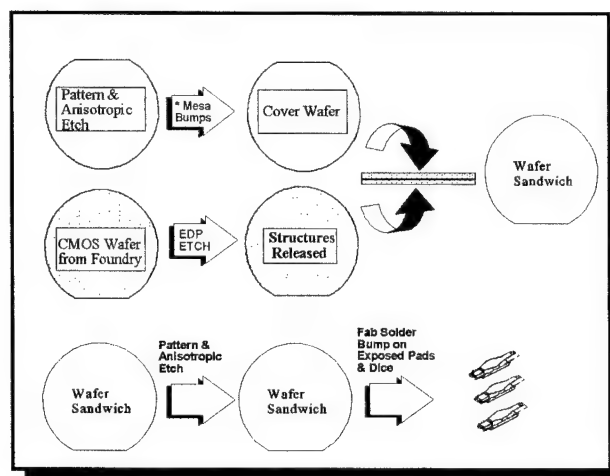 Pattern &
Anisotropic
Etch
* Mesa
Bumps
Cover Wafer
Wafer
Sandwich
CMOS Wafer
from Foundry
EDP
ETCH
Structures
Released
Wafer
Sandwich
Pattern &
Anisotropic
Etch
Wafer
Sandwich
Fab Solder
Bump on
Exposed Pads
& Dice